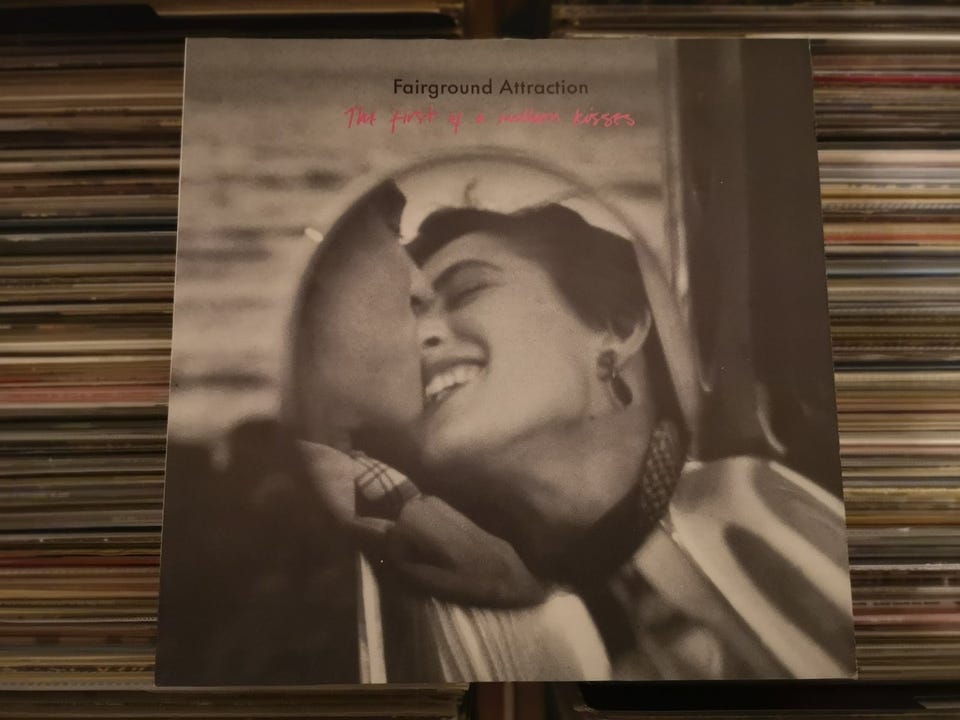 Fairground Attraction
The first of a million kisses